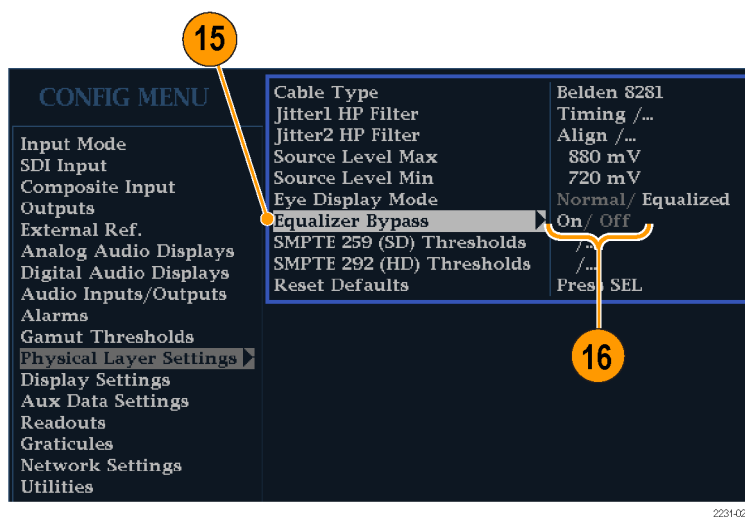 15
CONFIG MENU
Input Mode
SDI Input
Composite Input
Outputs
External Ref.
Analog Audio Displays
Digital Audio Displays
Audio Inputs/Outputs
Alarms
Gamut Thresholds
Physical Layer Settings
Display Settings
Aux Data Settings
Readouts
Graticules
Network Settings
Utilities
Cable Type Belden 8281
Jitter1 HP Filter Timing /...
Jitter2 HP Filter Align /...
Source Level Max 880 mV
Source Level Min 720 mV
Eye Display Mode Normal/ Equalized
Equalizer Bypass On/ Off
SMPTE 259 (SD) Thresholds /...
SMPTE 292 (HD) Thresholds /...
Reset Defaults Press SEL
16
2231-02